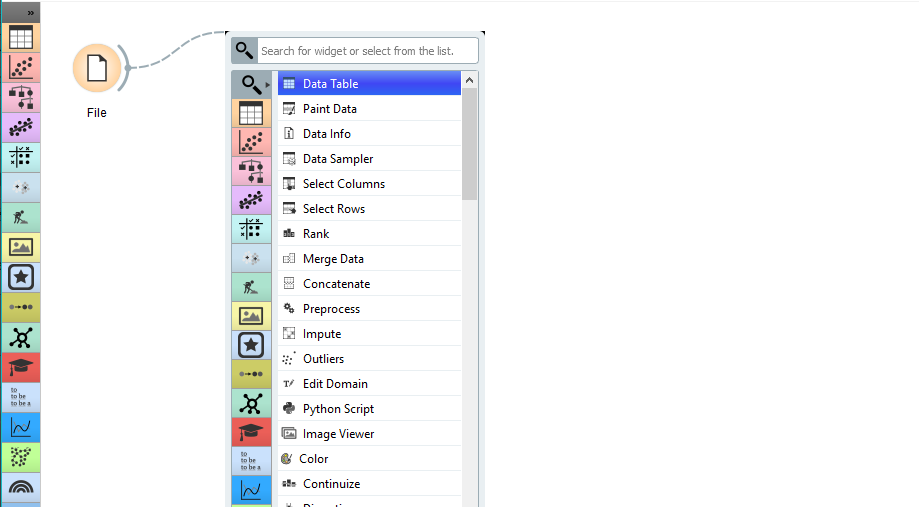 »
File
Search for widget or select from the list.
Data Table
Paint Data
Data Info
Data Sampler
Select Columns
Select Rows
Rank
Merge Data
Concatenate
Preprocess
Impute
Outliers
Edit Domain
Python Script
Image Viewer
Color
Continuize
to
to be
to be a
to
to be
to be a